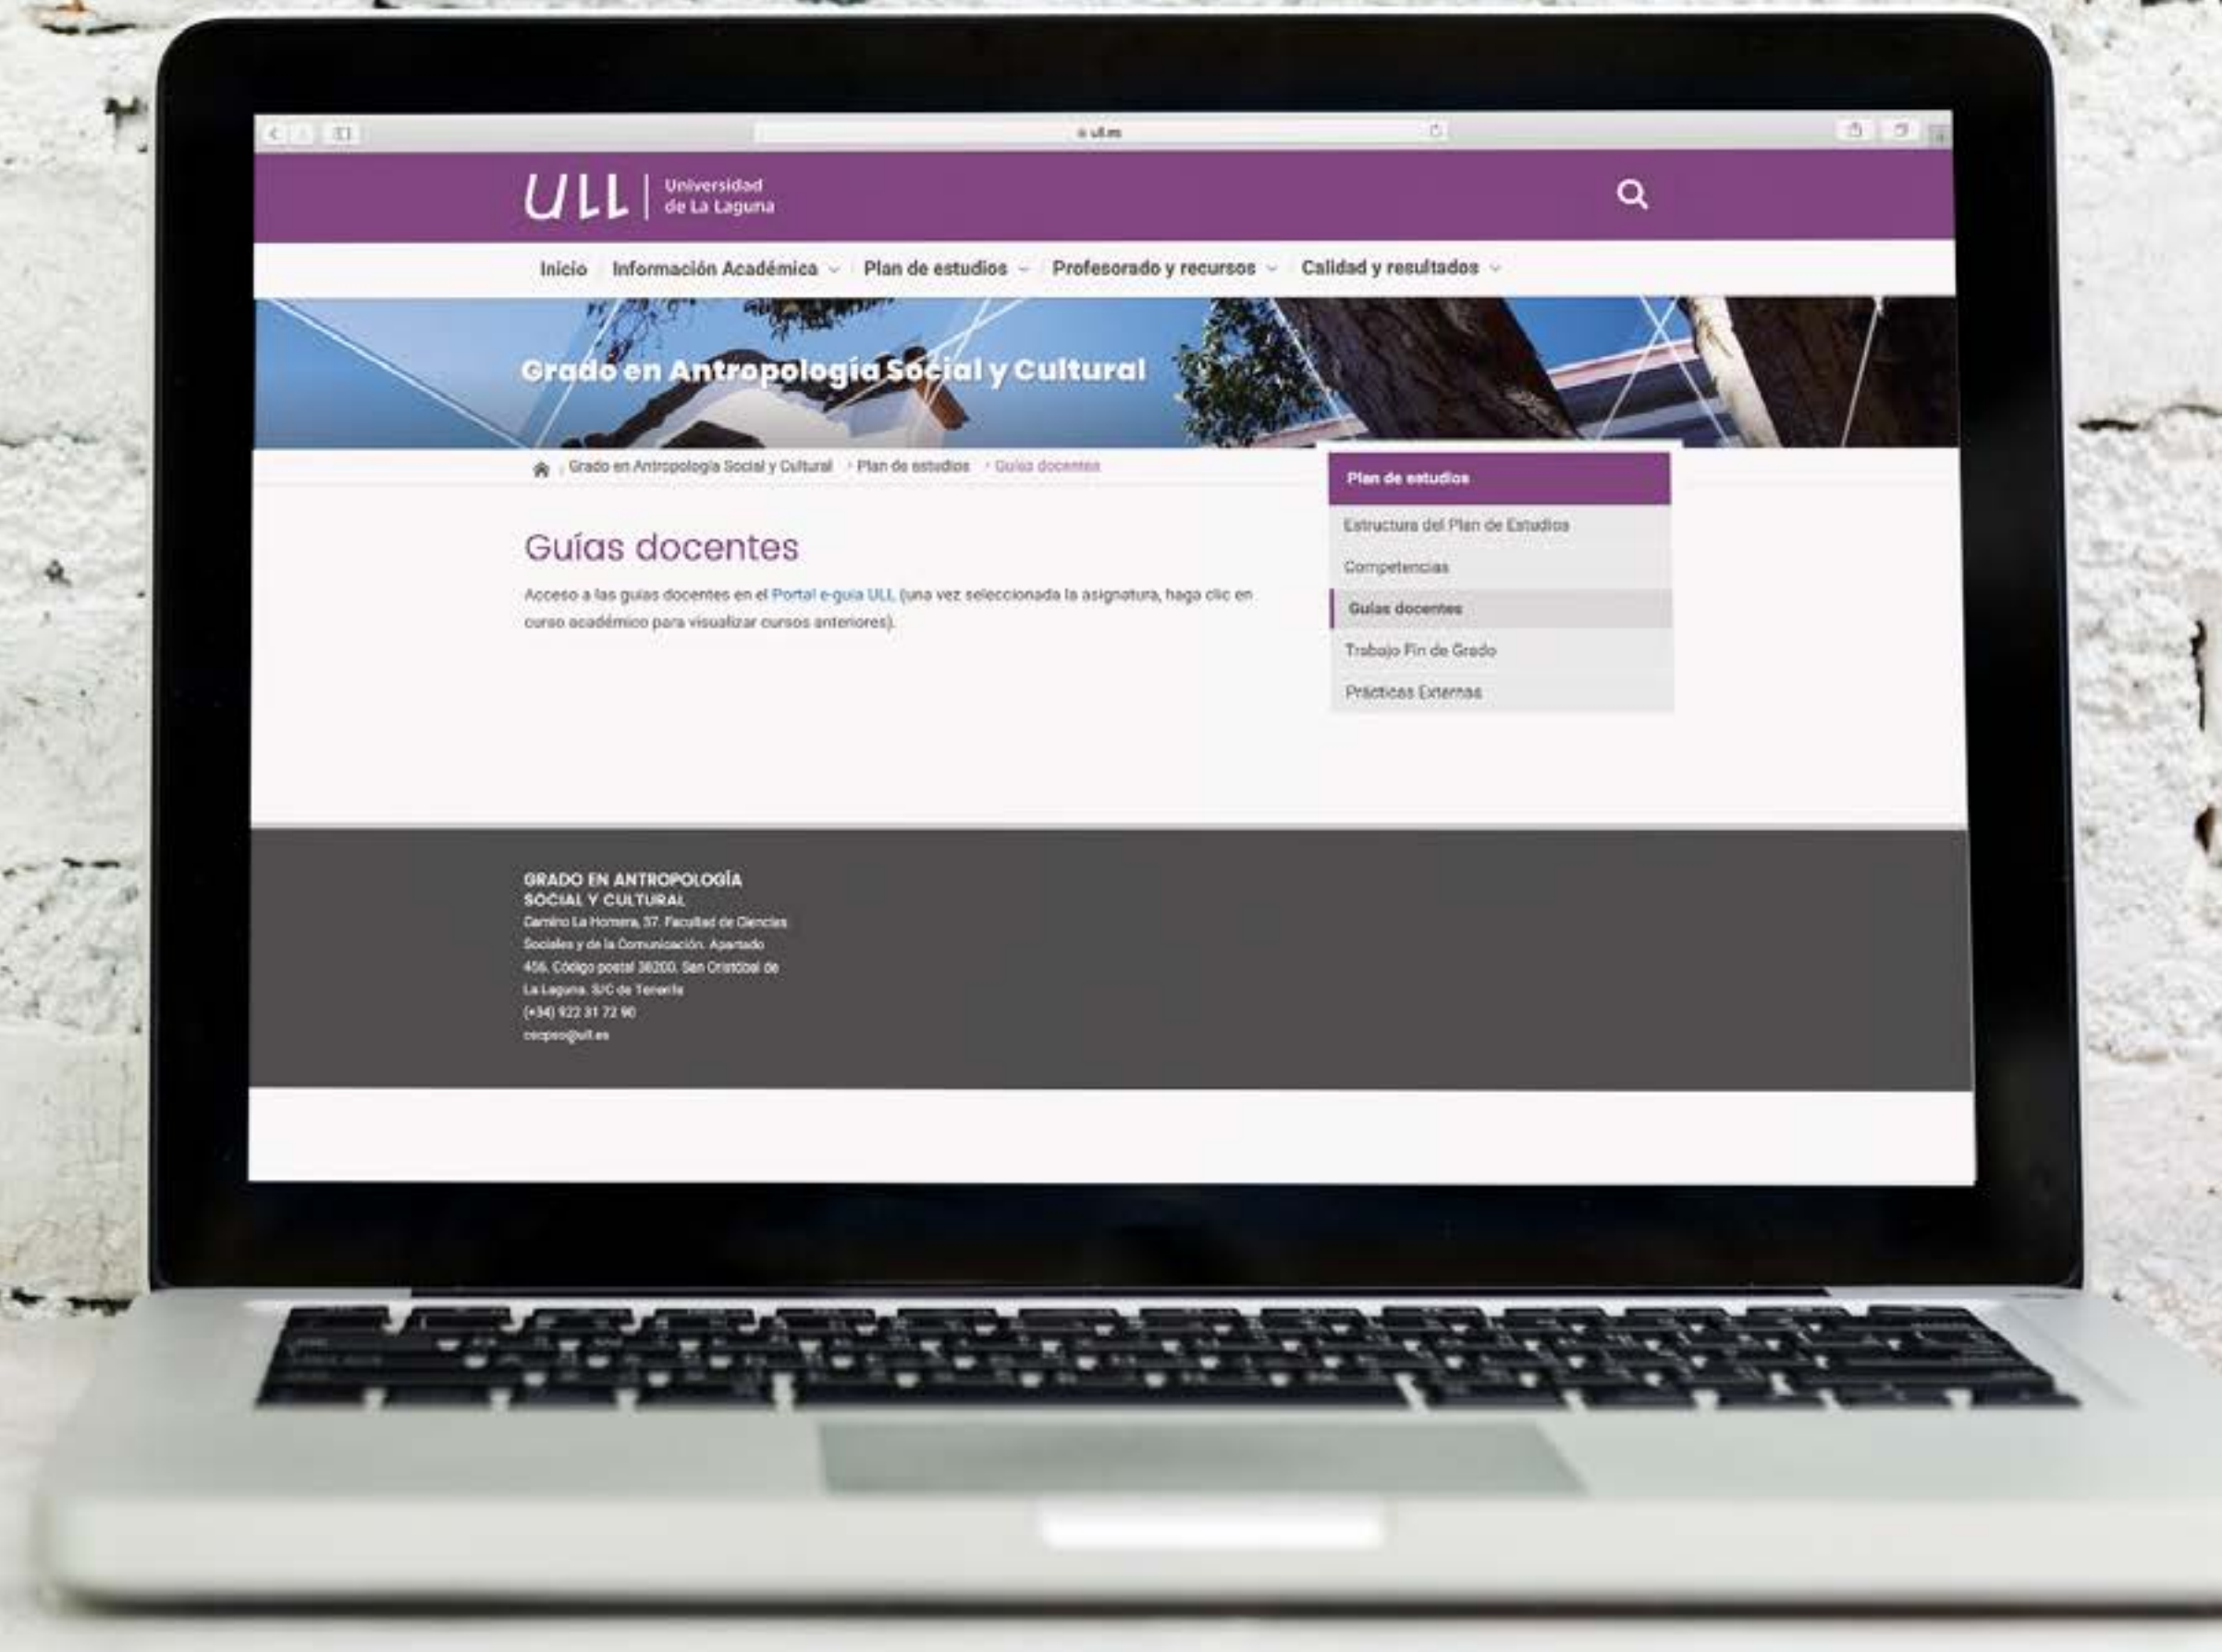 ull.es
ULL
Universidad
de La Laguna
Inicio Información Académica Plan de estudios Profesorado y recursos Calidad y resultados
Grado en Antropología Social y Cultural
Grado en Antropología Social y Cultural Plan de estudios Guías docentes
Plan de estudios
Estructura del Plan de Estudios
Competencias
Guías docentes
Trabajo Fin de Grado
Prácticas Externas
Guías docentes
Acceso a las guías docentes en el Portal e-guia ULL (una vez seleccionada la asignatura, haga clic en
curso académico para visualizar cursos anteriores).
GRADO EN ANTROPOLOGÍA
SOCIAL Y CULTURAL
Camino La Hornera, 37. Facultad de Ciencias
Sociales y de la Comunicación. Apartado
456. Código postal 38200. San Cristóbal de
La Laguna. S/C de Tenerife
(+34) 922 31 72 90